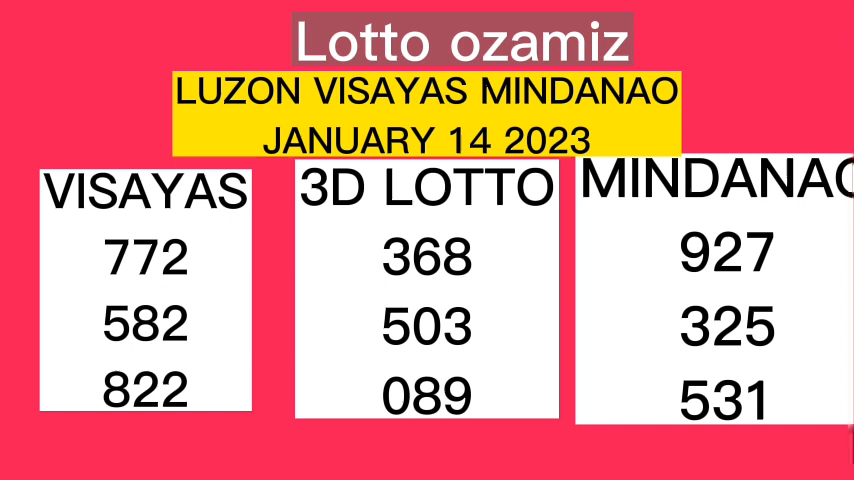 Lotto ozamiz
LUZON VISAYAS MINDANAO
JANUARY 14 2023
VISAYAS
772
582
822
3D LOTTO
368
503
089
MINDANAO
927
325
531